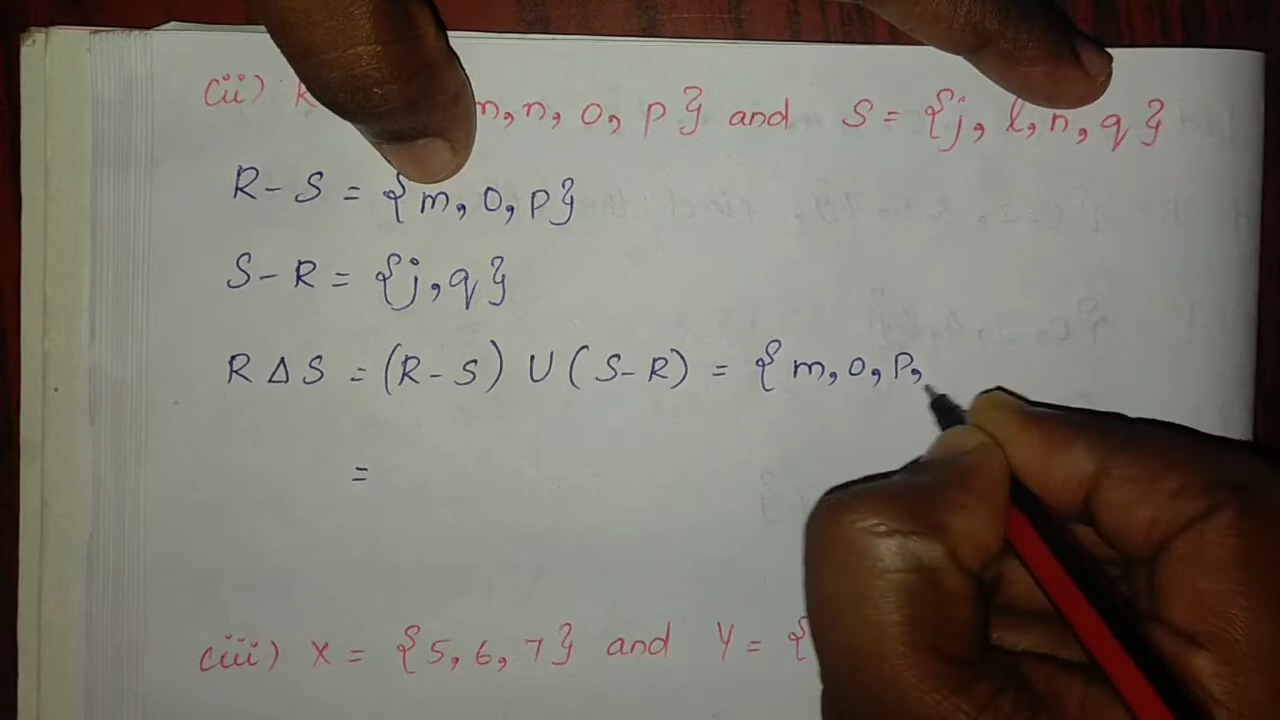 (ii) R m, n, o, p } and S = {j, l, n, q}
R - S = {m, o, p}
S - R = {j, q}
R Δ S = (R - S) U (S - R) = { m, o, p,
=
(iii) X = {5, 6, 7} and Y = {